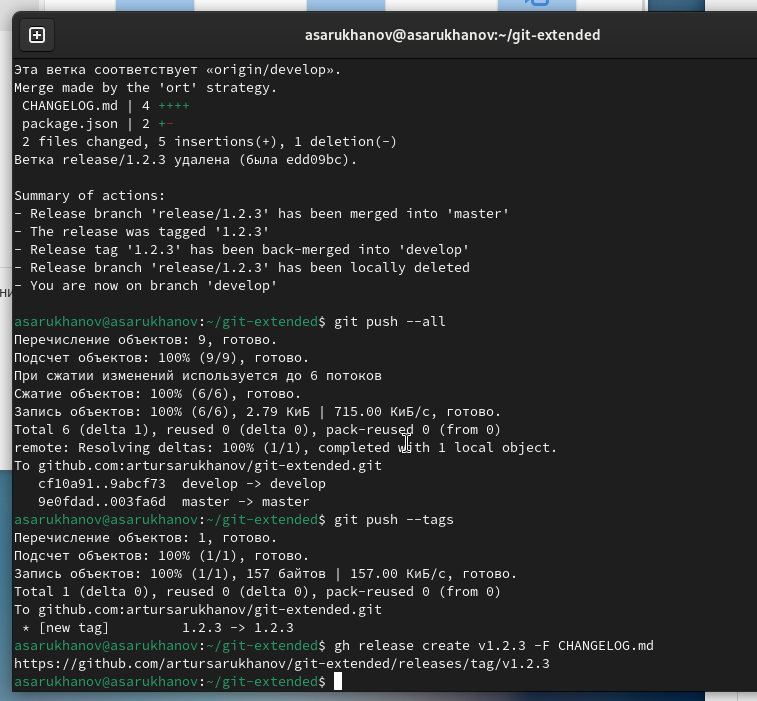 asarukhanov@asarukhanov:~/git-extended
Эта ветка соответствует «origin/develop».
Merge made by the 'ort' strategy.
 CHANGELOG.md | 4 ++++
 package.json | 2 +-
 2 files changed, 5 insertions(+), 1 deletion(-)
Ветка release/1.2.3 удалена (была edd09bc).

Summary of actions:
- Release branch 'release/1.2.3' has been merged into 'master'
- The release was tagged '1.2.3'
- Release tag '1.2.3' has been back-merged into 'develop'
- Release branch 'release/1.2.3' has been locally deleted
- You are now on branch 'develop'

asarukhanov@asarukhanov:~/git-extended$ git push --all
Перечисление объектов: 9, готово.
Подсчет объектов: 100% (9/9), готово.
При сжатии изменений используется до 6 потоков
Сжатие объектов: 100% (6/6), готово.
Запись объектов: 100% (6/6), 2.79 КиБ | 715.00 КиБ/с, готово.
Total 6 (delta 1), reused 0 (delta 0), pack-reused 0 (from 0)
remote: Resolving deltas: 100% (1/1), completed with 1 local object.
To github.com:artursarukhanov/git-extended.git
   cf10a91..9abcf73  develop -> develop
   9e0fdad..003fa6d  master -> master
asarukhanov@asarukhanov:~/git-extended$ git push --tags
Перечисление объектов: 1, готово.
Подсчет объектов: 100% (1/1), готово.
Запись объектов: 100% (1/1), 157 байтов | 157.00 КиБ/с, готово.
Total 1 (delta 0), reused 0 (delta 0), pack-reused 0 (from 0)
To github.com:artursarukhanov/git-extended.git
 * [new tag]         1.2.3 -> 1.2.3
asarukhanov@asarukhanov:~/git-extended$ gh release create v1.2.3 -F CHANGELOG.md
https://github.com/artursarukhanov/git-extended/releases/tag/v1.2.3
asarukhanov@asarukhanov:~/git-extended$